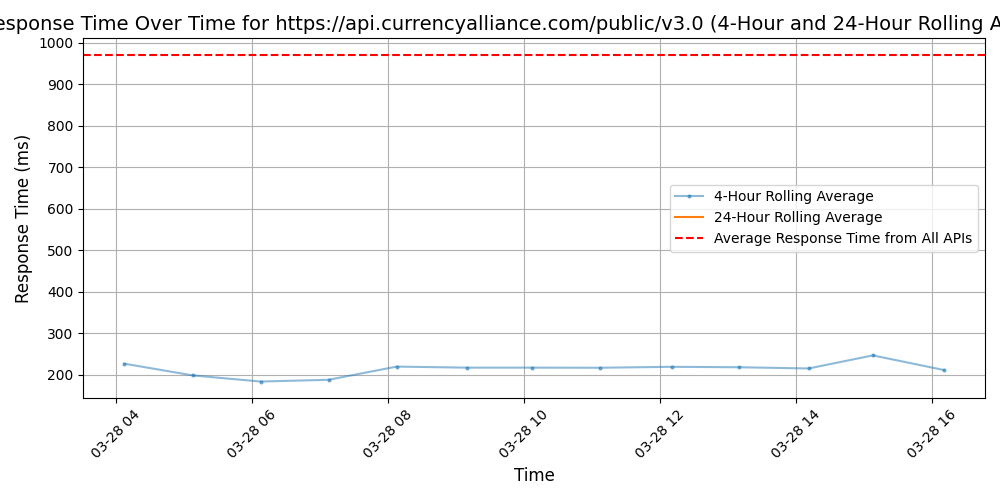 esponse Time Over Time for https://api.currencyalliance.com/public/v3.0 (4-Hour and 24-Hour Rolling A
Response Time (ms)
1000
900
800
700
600
500
400
300
200
4-Hour Rolling Average
24-Hour Rolling Average
Average Response Time from All APIs
03-28 04
03-28 06
03-28 08
03-28 10
03-28 12
03-28 14
03-28 16
Time